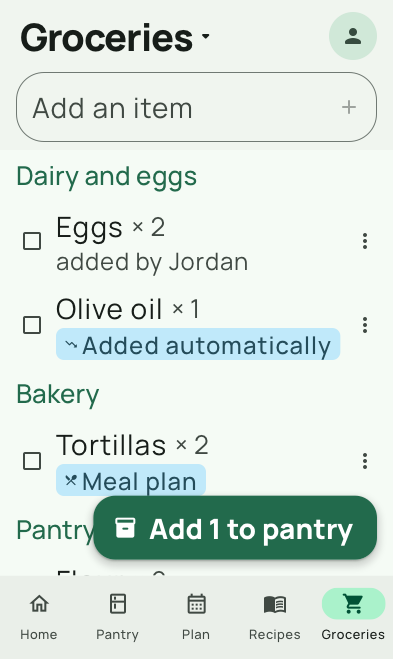 Groceries
Add an item
Dairy and eggs
Eggs × 2
added by Jordan
Olive oil × 1
Added automatically
Bakery
Tortillas × 2
Meal plan
Pantry
Add 1 to pantry
Home
Pantry
Plan
Recipes
Groceries